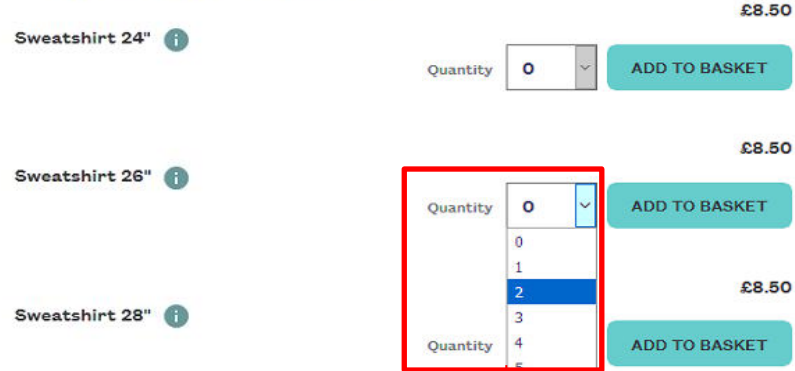 £8.50
Sweatshirt 24" i
Quantity 0 ADD TO BASKET
£8.50
Sweatshirt 26" i
Quantity 0 ADD TO BASKET
0
1
2
£8.50
3
Sweatshirt 28" i
Quantity 4 ADD TO BASKET
5